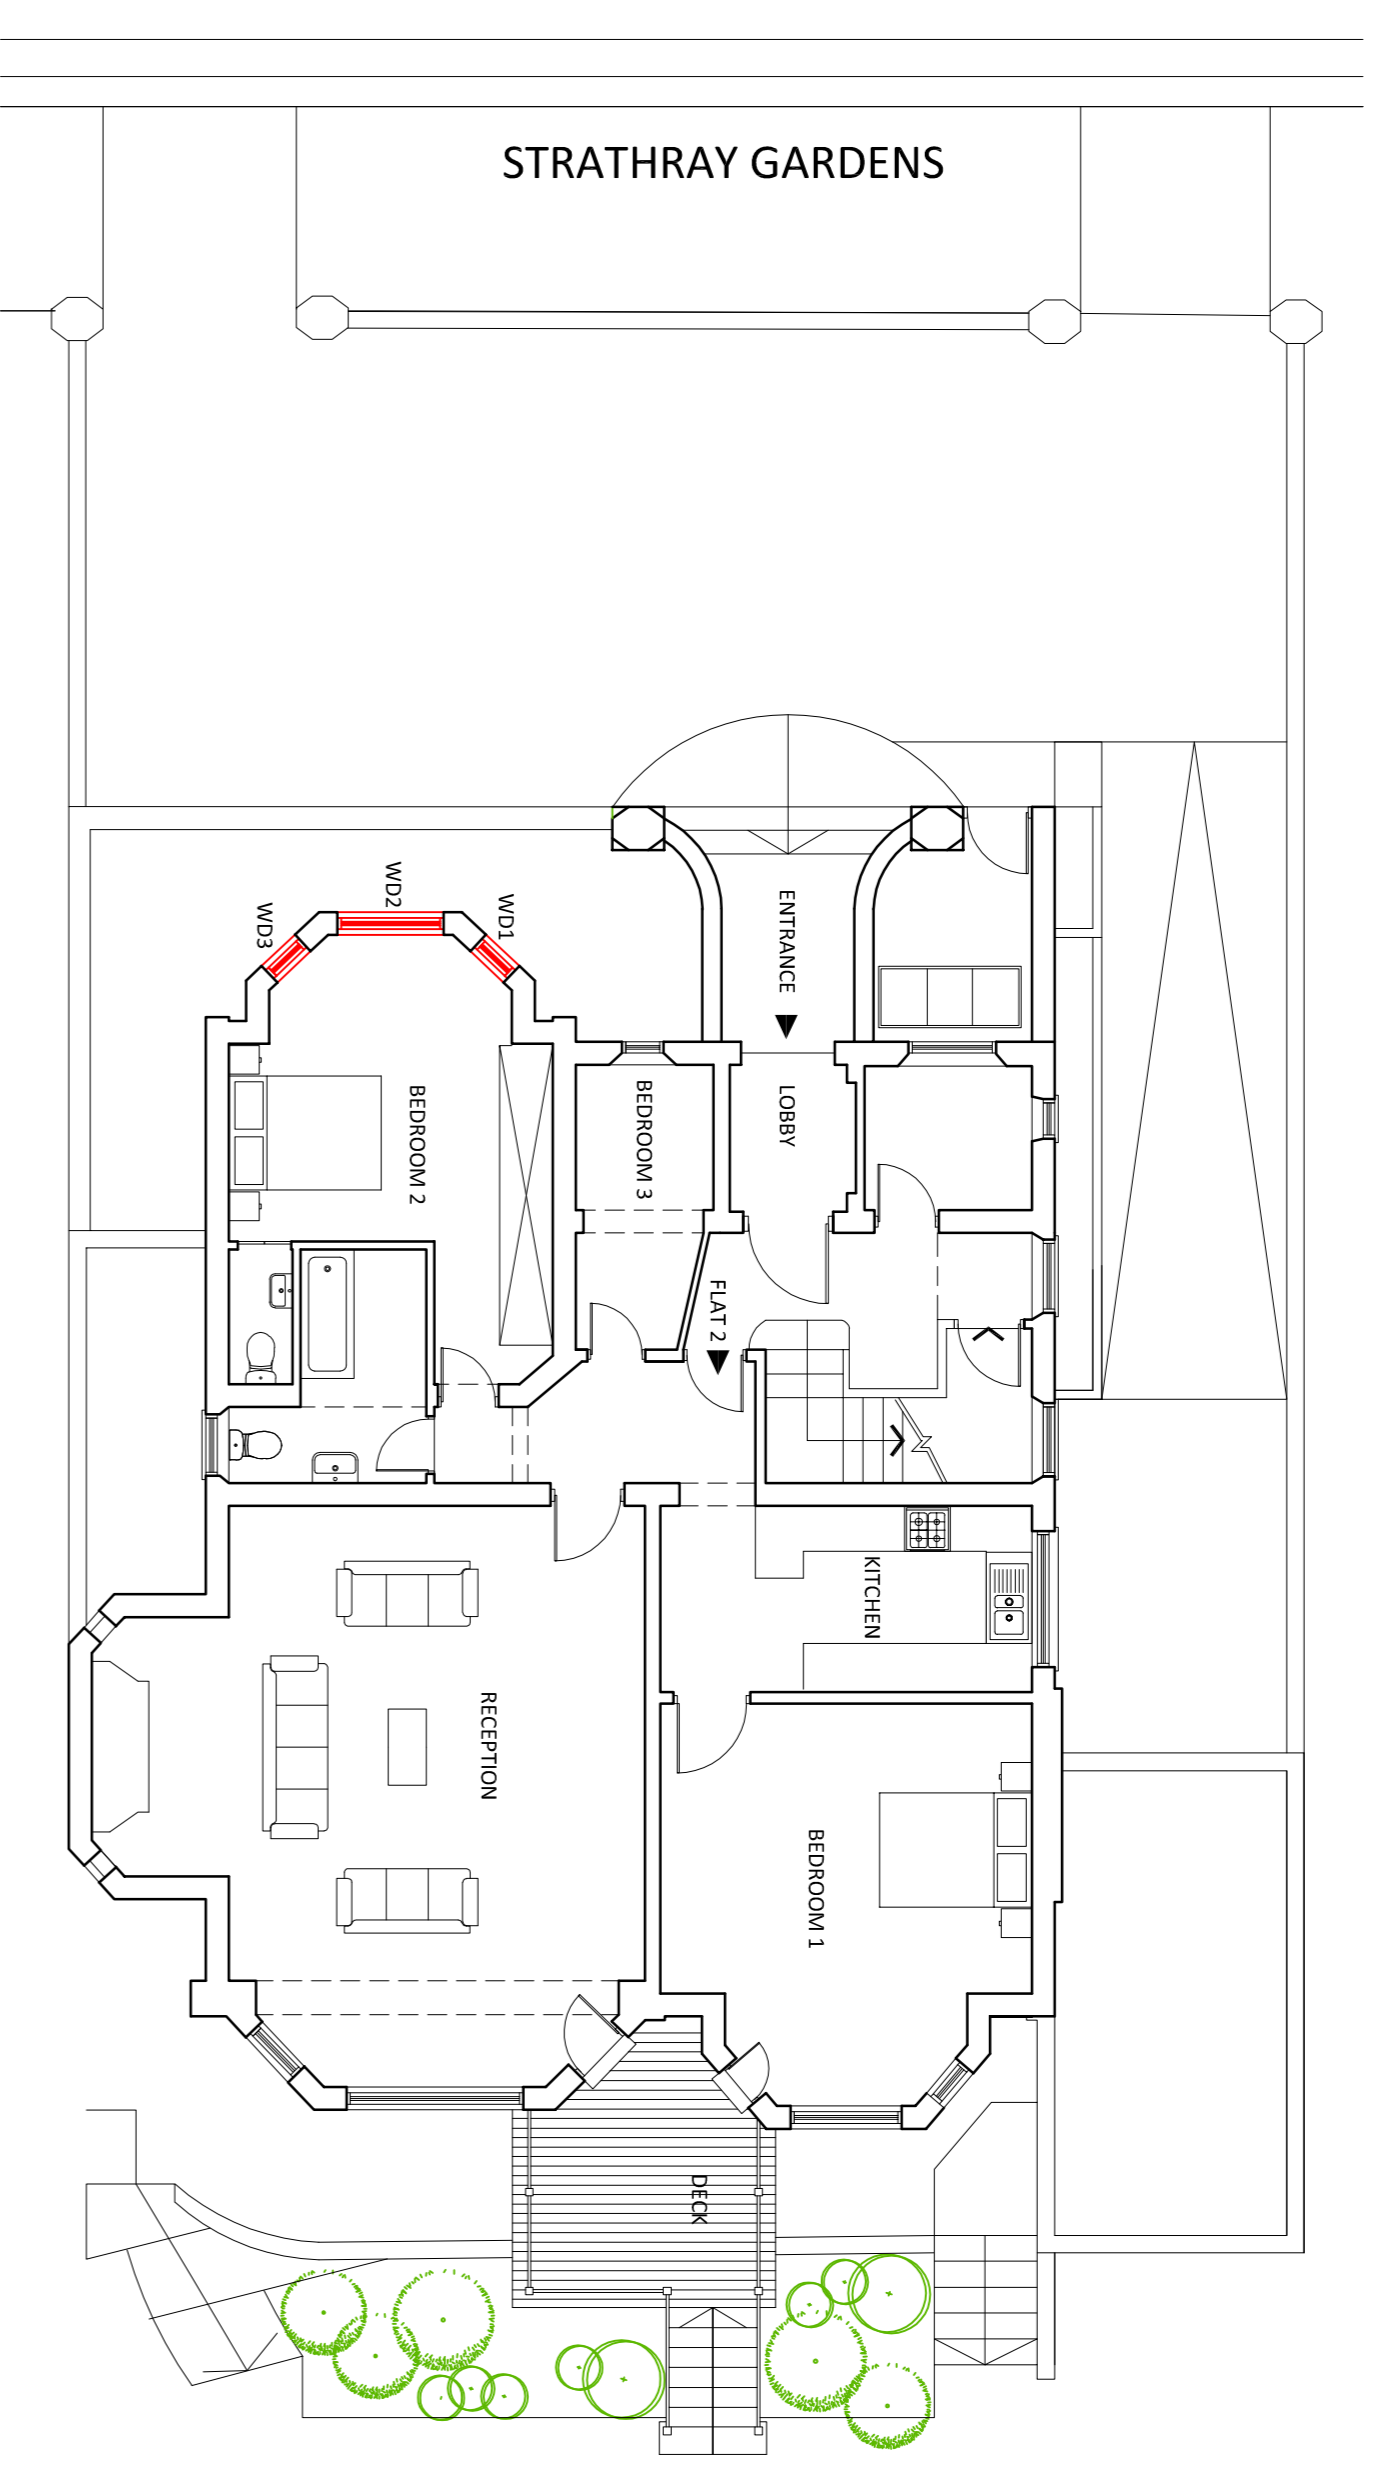 STRATHRAY GARDENS
WD2
WD1
WD3
ENTRANCE
BEDROOM 2
BEDROOM 3
LOBBY
FLAT 2
KITCHEN
RECEPTION
BEDROOM 1
DECK